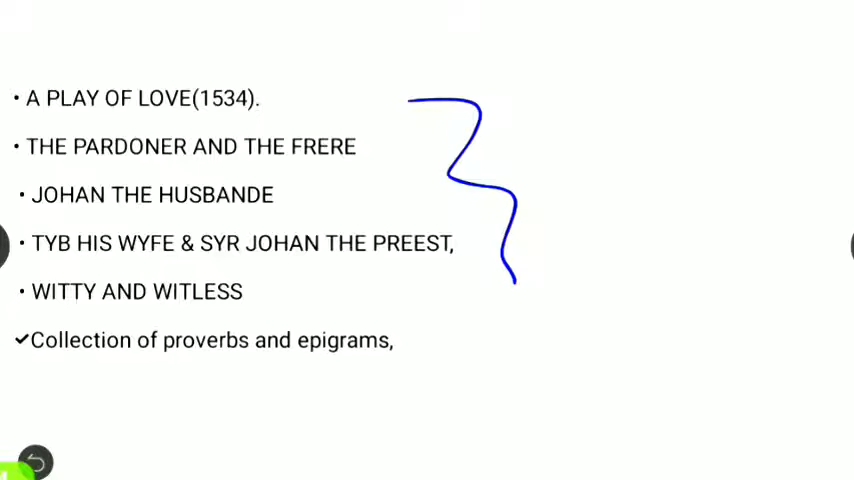 • A PLAY OF LOVE(1534).
• THE PARDONER AND THE FRERE
• JOHAN THE HUSBANDE
• TYB HIS WYFE & SYR JOHAN THE PREEST,
• WITTY AND WITLESS
✔Collection of proverbs and epigrams,